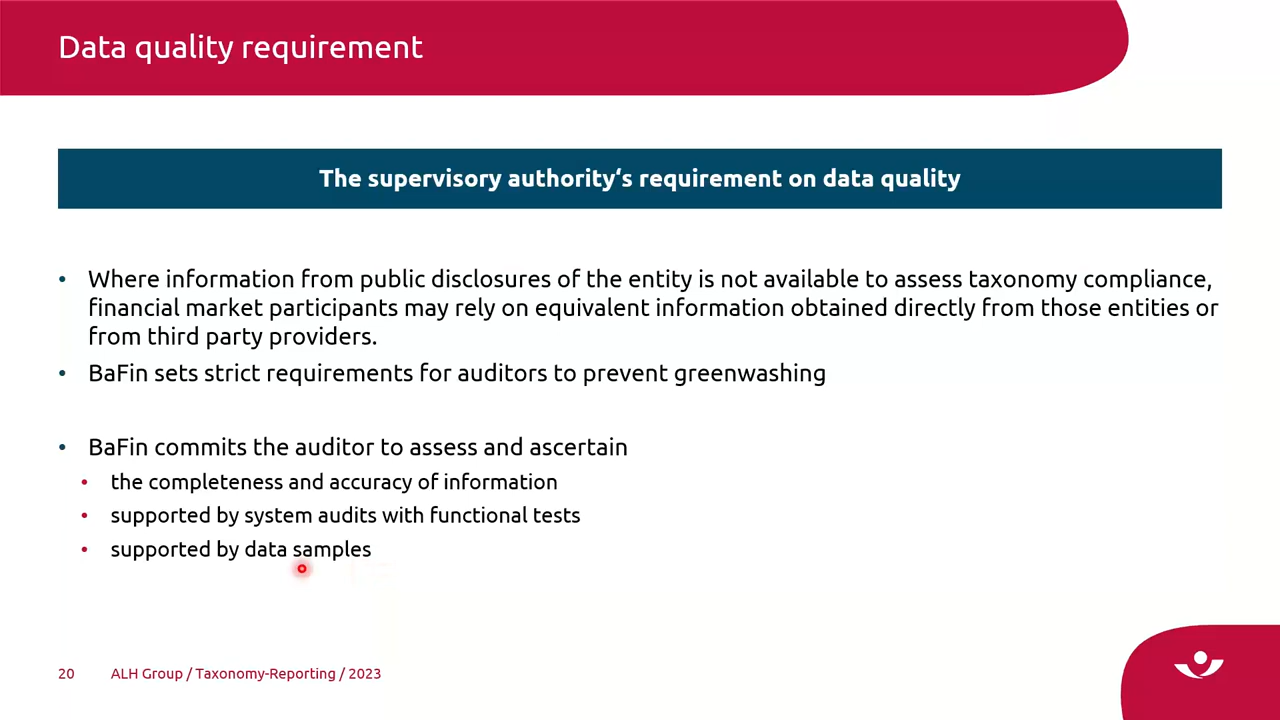 Data quality requirement
The supervisory authority‘s requirement on data quality
• Where information from public disclosures of the entity is not available to assess taxonomy compliance,
financial market participants may rely on equivalent information obtained directly from those entities or
from third party providers.
• BaFin sets strict requirements for auditors to prevent greenwashing
• BaFin commits the auditor to assess and ascertain
• the completeness and accuracy of information
• supported by system audits with functional tests
• supported by data samples
20 ALH Group / Taxonomy-Reporting / 2023